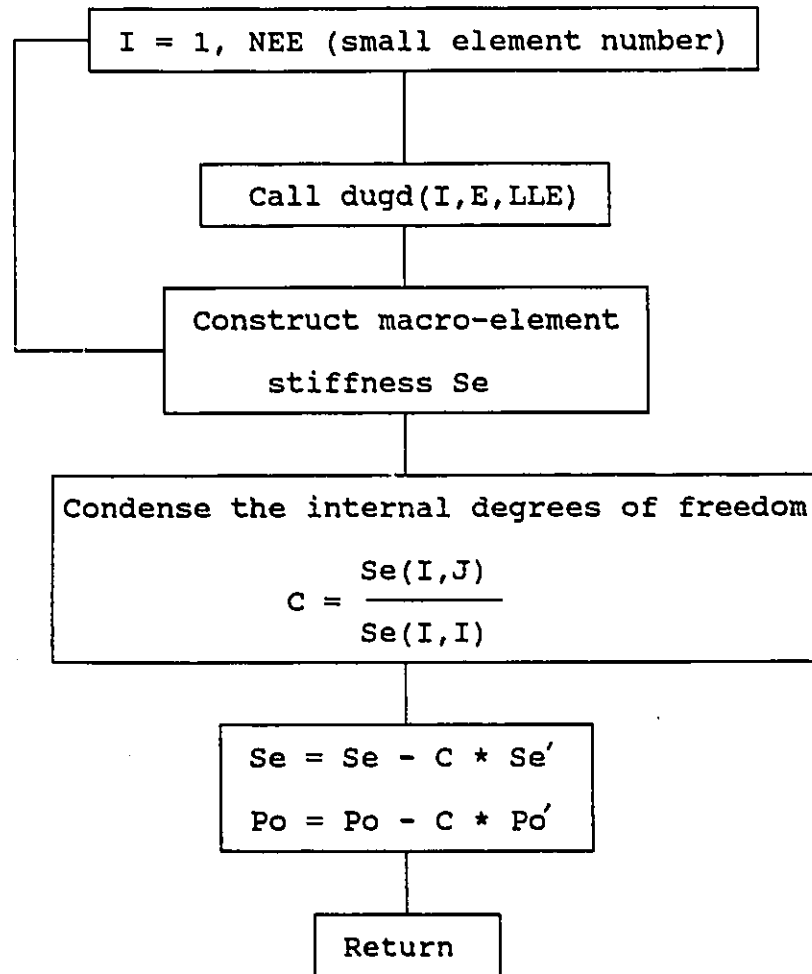 I = 1, NEE (small element number)
Call dugd(I,E,LLE)
Construct macro-element
stiffness Se
Condense the internal degrees of freedom
C = Se(I,J)
Se(I,I)
Se = Se - C * Se′
Po = Po - C * Po′
Return